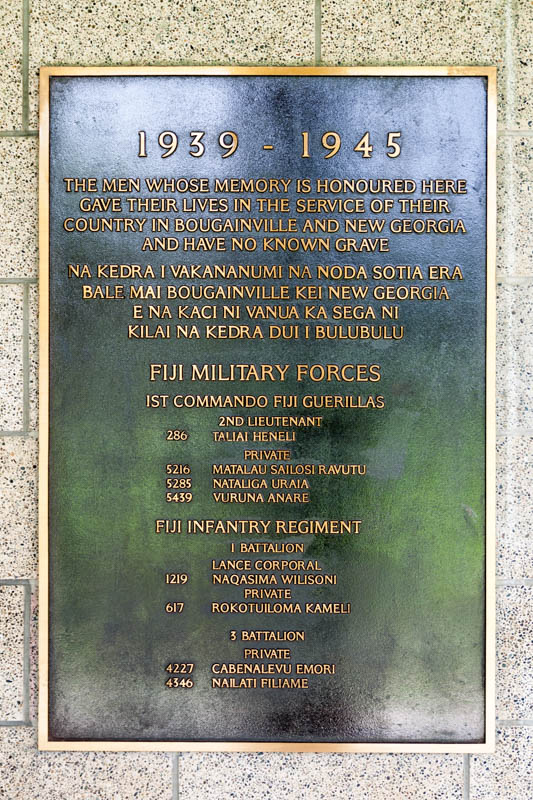 1939 - 1945
THE MEN WHOSE MEMORY IS HONOURED HERE
GAVE THEIR LIVES IN THE SERVICE OF THEIR
COUNTRY IN BOUGAINVILLE AND NEW GEORGIA
AND HAVE NO KNOWN GRAVE
NA KEDRA I VAKANANUMI NA NODA SOTIA ERA
BALE MAI BOUGAINVILLE KEI NEW GEORGIA
E NA KACI NI VANUA KA SEGA NI
KILAI NA KEDRA DUI I BULUBULU
FIJI MILITARY FORCES
1ST COMMANDO FIJI GUERILLAS
2ND LIEUTENANT
286 TALIAI HENELI
PRIVATE
5216 MATALAU SAILOSI RAVUTU
5285 NATALIGA URAIA
5439 VURUNA ANARE
FIJI INFANTRY REGIMENT
1 BATTALION
LANCE CORPORAL
1219 NAQASIMA WILISONI
PRIVATE
617 ROKOTUILOMA KAMELI
3 BATTALION
PRIVATE
4227 CABENALEVU EMORI
4346 NAILATI FILIAME